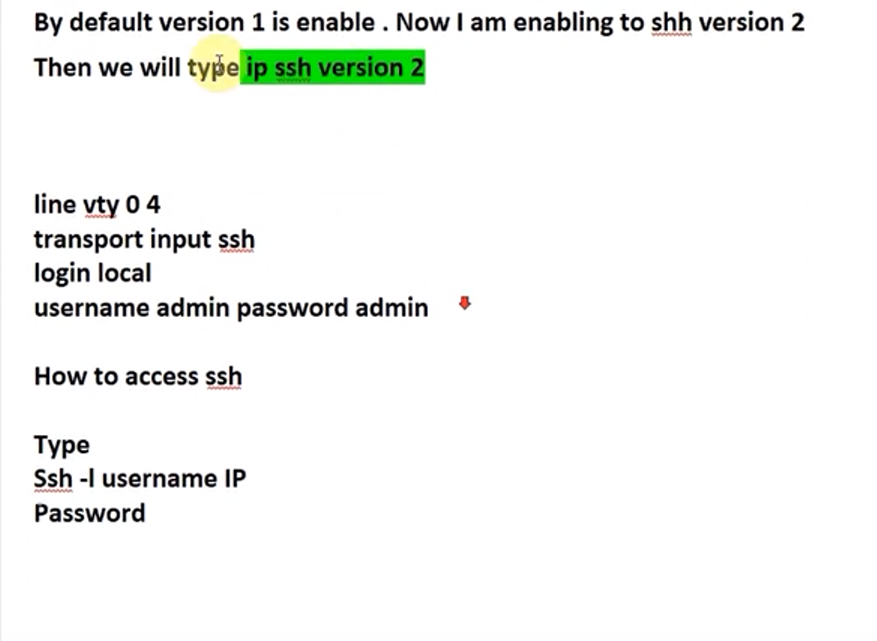 By default version 1 is enable . Now I am enabling to shh version 2
Then we will type ip ssh version 2
line vty 0 4
transport input ssh
login local
username admin password admin
How to access ssh
Type
Ssh -l username IP
Password